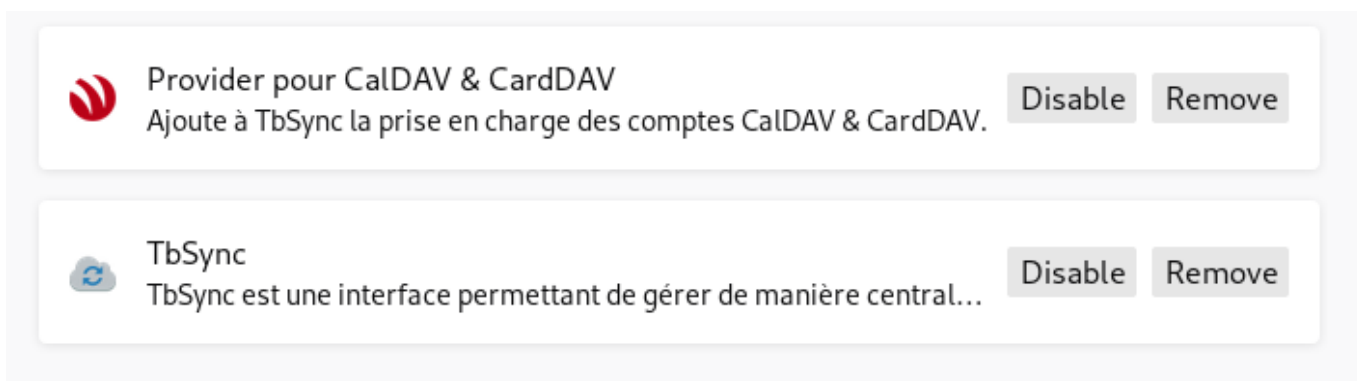 Provider pour CalDAV & CardDAV
Ajoute à TbSync la prise en charge des comptes CalDAV & CardDAV.
Disable Remove
TbSync
TbSync est une interface permettant de gérer de manière central...
Disable Remove